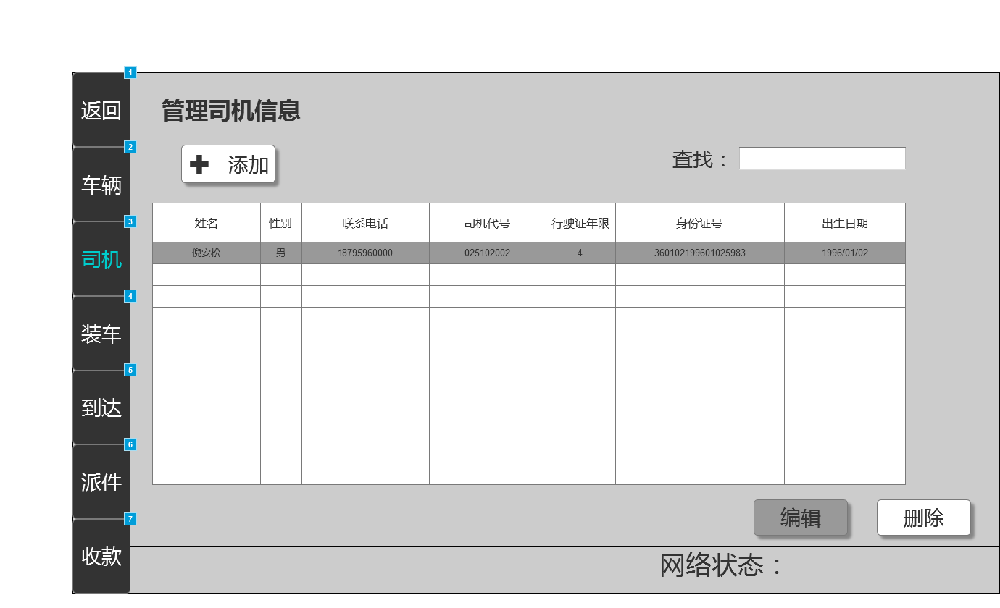 1
返回
管理司机信息
2
添加
查找：
车辆
3
姓名 性别 联系电话 司机代号 行驶证年限 身份证号 出生日期
倪安松 男 18795960000 025102002 4 360102199601025983 1996/01/02
司机
4
装车
5
到达
6
派件
7
编辑 删除
收款
网络状态：